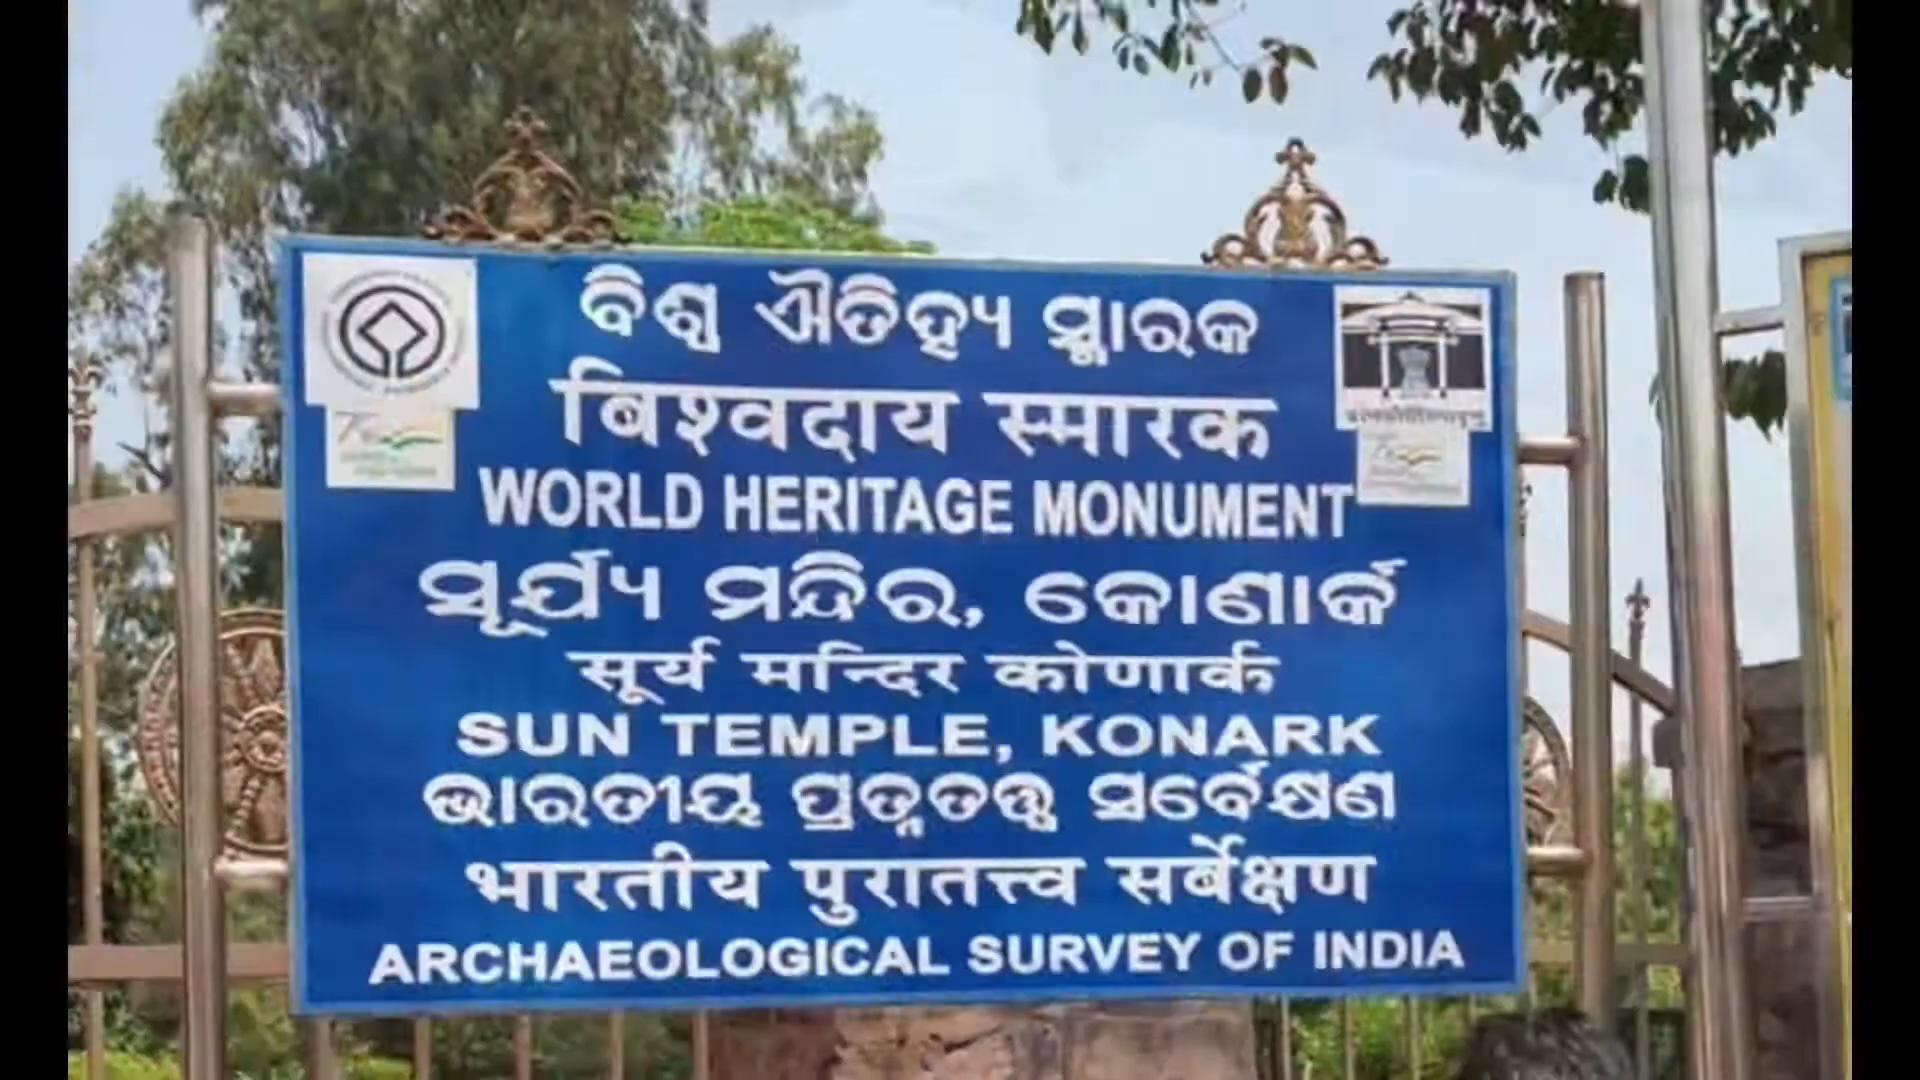 ବିଶ୍ୱ ଐତିହ୍ୟ ସ୍ମାରକ
बिश्वदाय स्मारक
WORLD HERITAGE MONUMENT
ସୂର୍ଯ୍ୟ ମନ୍ଦିର, କୋଣାର୍କ
सूर्य मन्दिर कोणार्क
SUN TEMPLE, KONARK
ଭାରତୀୟ ପ୍ରତ୍ନତତ୍ତ୍ୱ ସର୍ବେକ୍ଷଣ
भारतीय पुरातत्त्व सर्बेक्षण
ARCHAEOLOGICAL SURVEY OF INDIA